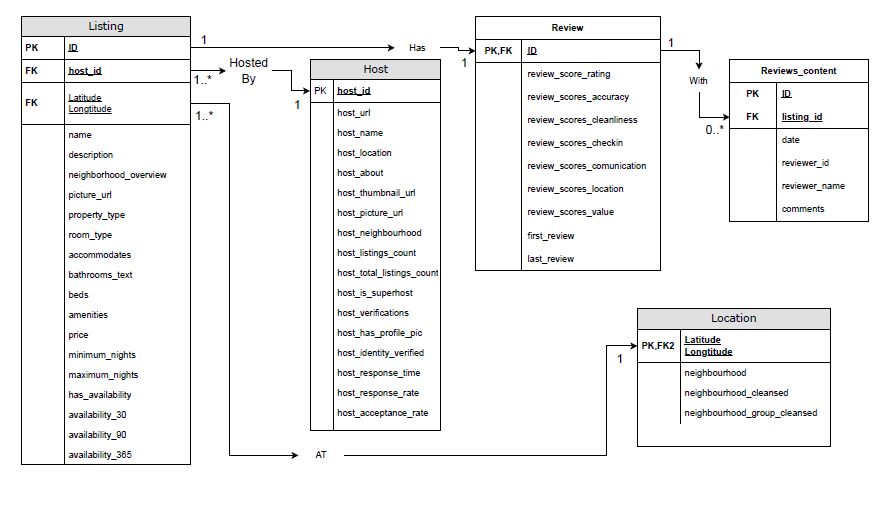 Listing
PK ID
FK host_id
FK Latitude
Longtitude
name
description
neighborhood_overview
picture_url
property_type
room_type
accommodates
bathrooms_text
beds
amenities
price
minimum_nights
maximum_nights
has_availability
availability_30
availability_90
availability_365
1
Has
1
1..*
Hosted
By
1
1..*
AT
1
Host
PK host_id
host_url
host_name
host_location
host_about
host_thumbnail_url
host_picture_url
host_neighbourhood
host_listings_count
host_total_listings_count
host_is_superhost
host_verifications
host_has_profile_pic
host_identity_verified
host_response_time
host_response_rate
host_acceptance_rate
Review
PK,FK ID
review_score_rating
review_scores_accuracy
review_scores_cleanliness
review_scores_checkin
review_scores_comunication
review_scores_location
review_scores_value
first_review
last_review
1
With
0..*
Reviews_content
PK ID
FK listing_id
date
reviewer_id
reviewer_name
comments
Location
PK,FK2 Latitude
Longtitude
neighbourhood
neighbourhood_cleansed
neighbourhood_group_cleansed